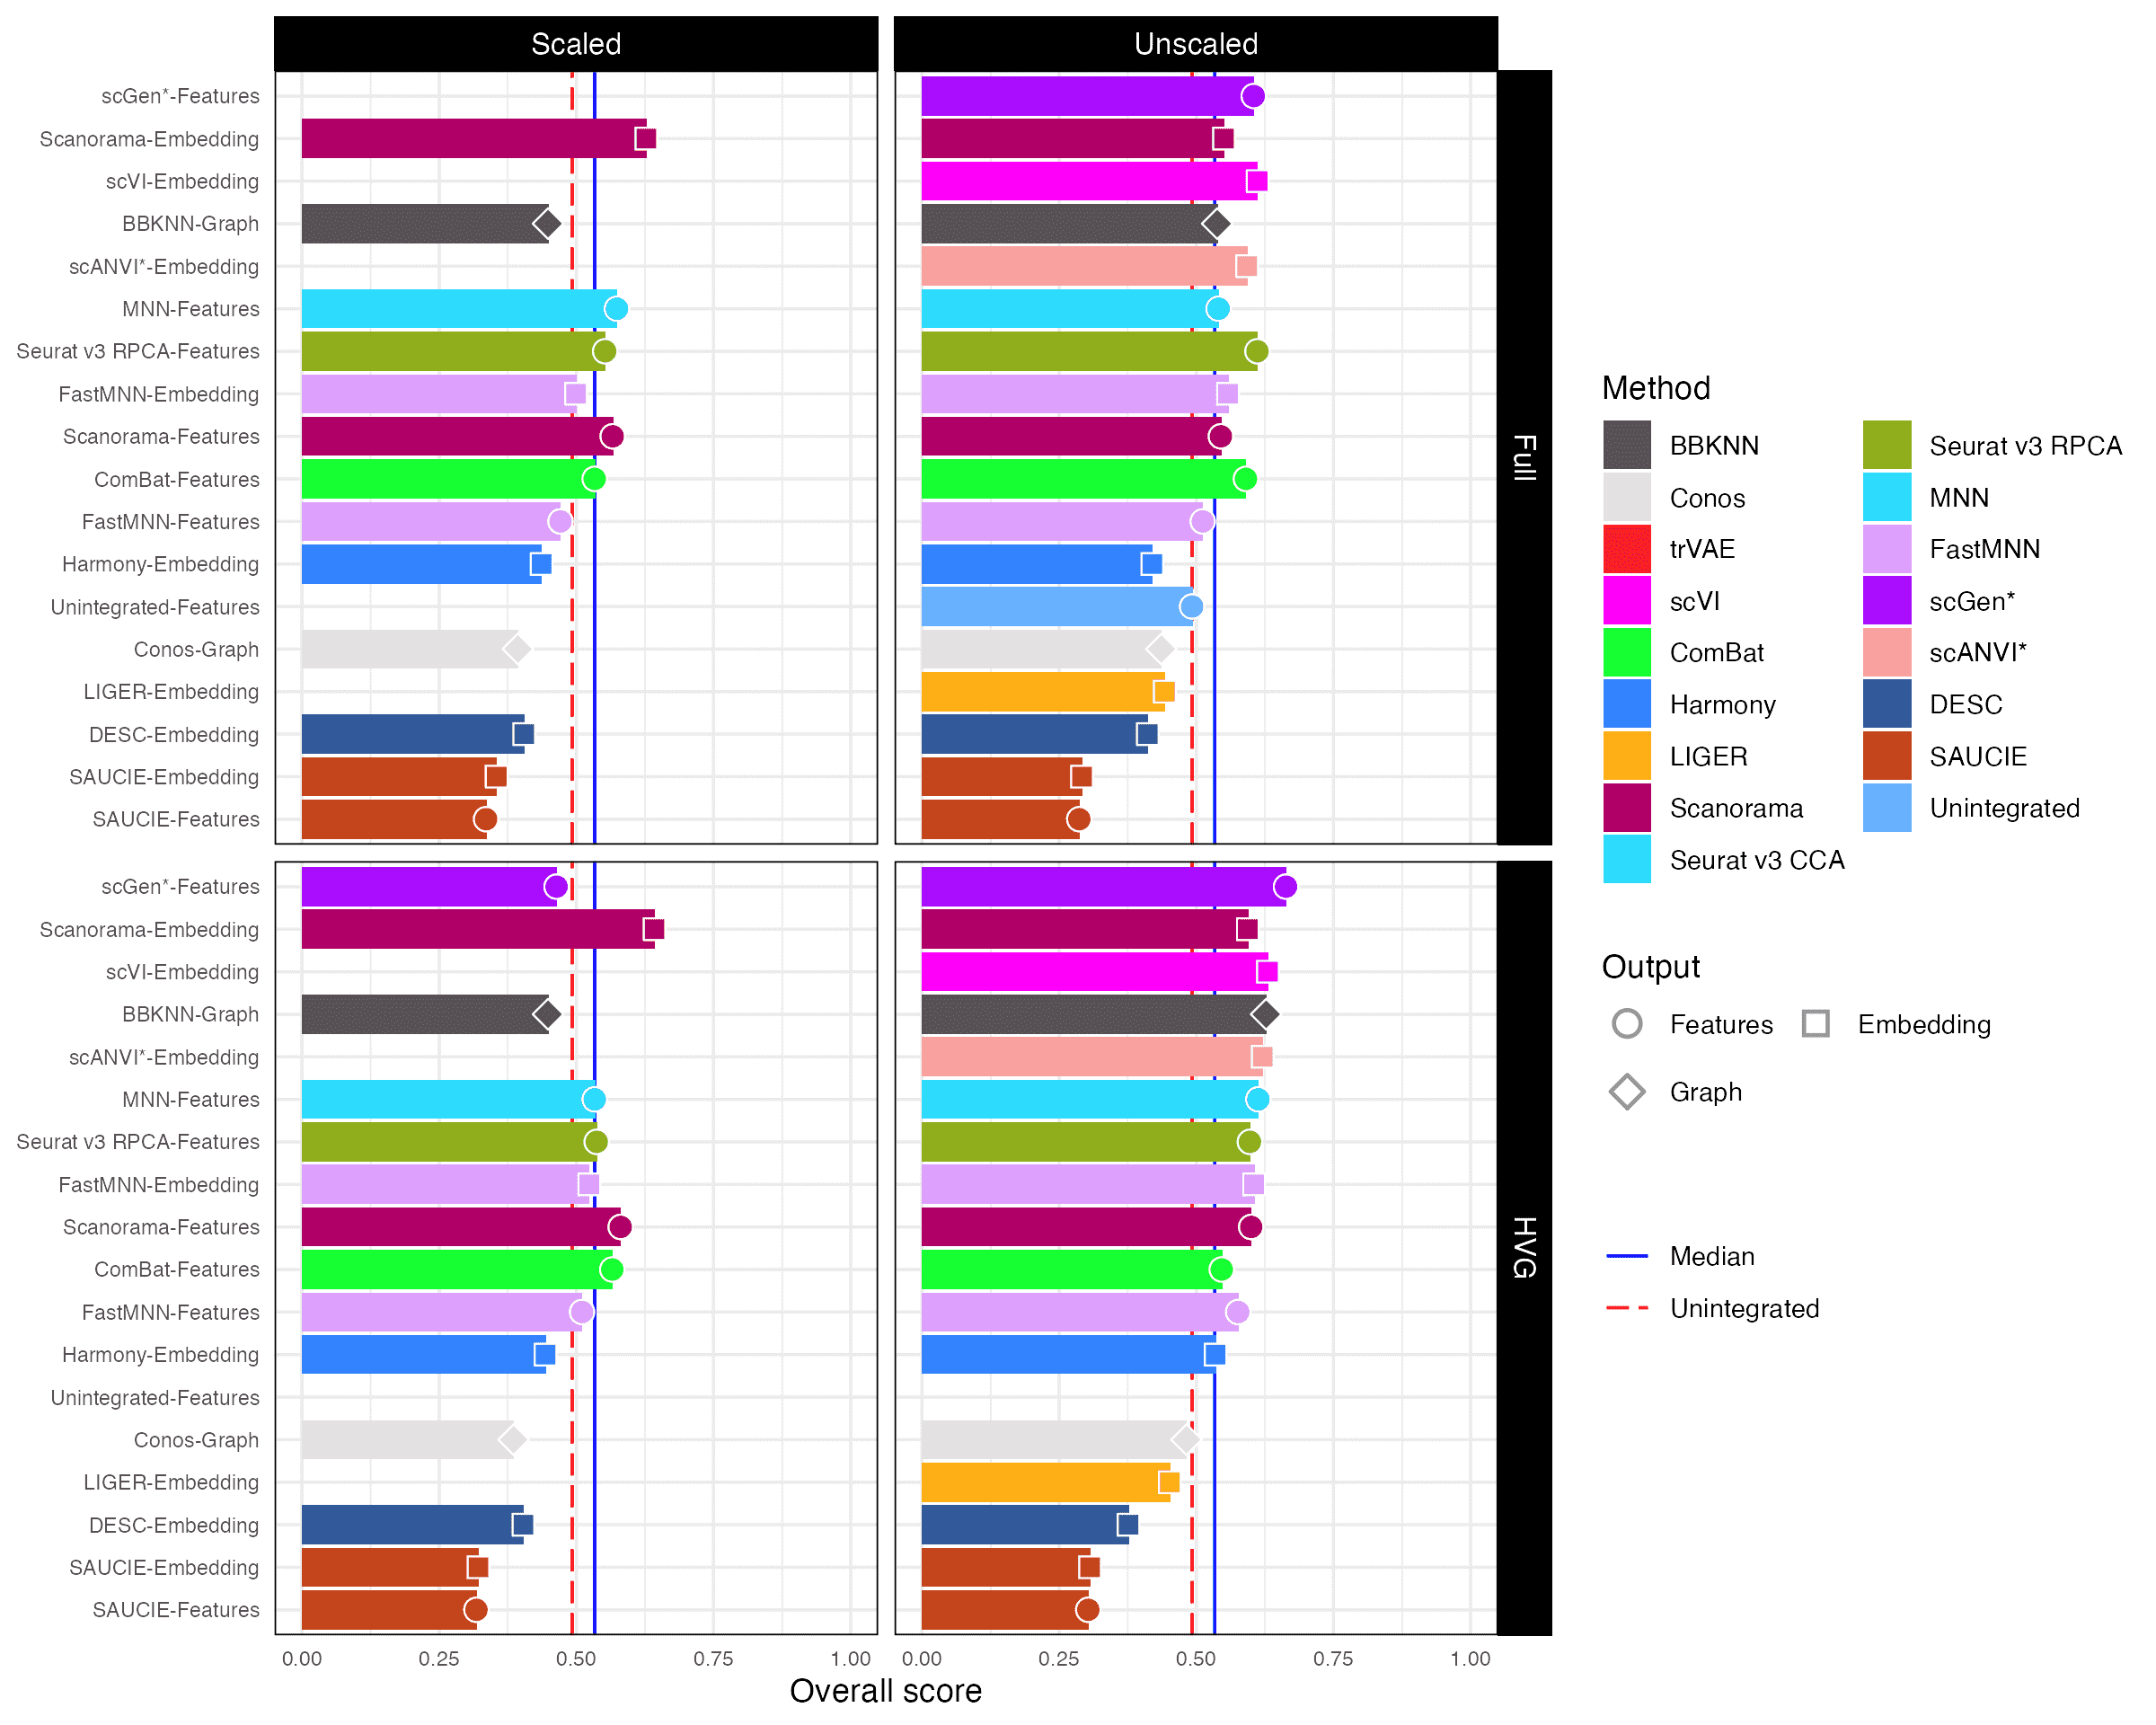 Scaled
Unscaled
scGen*-Features
Scanorama-Embedding
scVI-Embedding
BBKNN-Graph
scANVI*-Embedding
MNN-Features
Seurat v3 RPCA-Features
FastMNN-Embedding
Scanorama-Features
ComBat-Features
FastMNN-Features
Harmony-Embedding
Unintegrated-Features
Conos-Graph
LIGER-Embedding
DESC-Embedding
SAUCIE-Embedding
SAUCIE-Features
Full
scGen*-Features
Scanorama-Embedding
scVI-Embedding
BBKNN-Graph
scANVI*-Embedding
MNN-Features
Seurat v3 RPCA-Features
FastMNN-Embedding
Scanorama-Features
ComBat-Features
FastMNN-Features
Harmony-Embedding
Unintegrated-Features
Conos-Graph
LIGER-Embedding
DESC-Embedding
SAUCIE-Embedding
SAUCIE-Features
HVG
0.00 0.25 0.50 0.75 1.00
0.00 0.25 0.50 0.75 1.00
Overall score
Method
BBKNN
Conos
trVAE
scVI
ComBat
Harmony
LIGER
Scanorama
Seurat v3 CCA
Seurat v3 RPCA
MNN
FastMNN
scGen*
scANVI*
DESC
SAUCIE
Unintegrated
Output
Features
Embedding
Graph
Median
Unintegrated